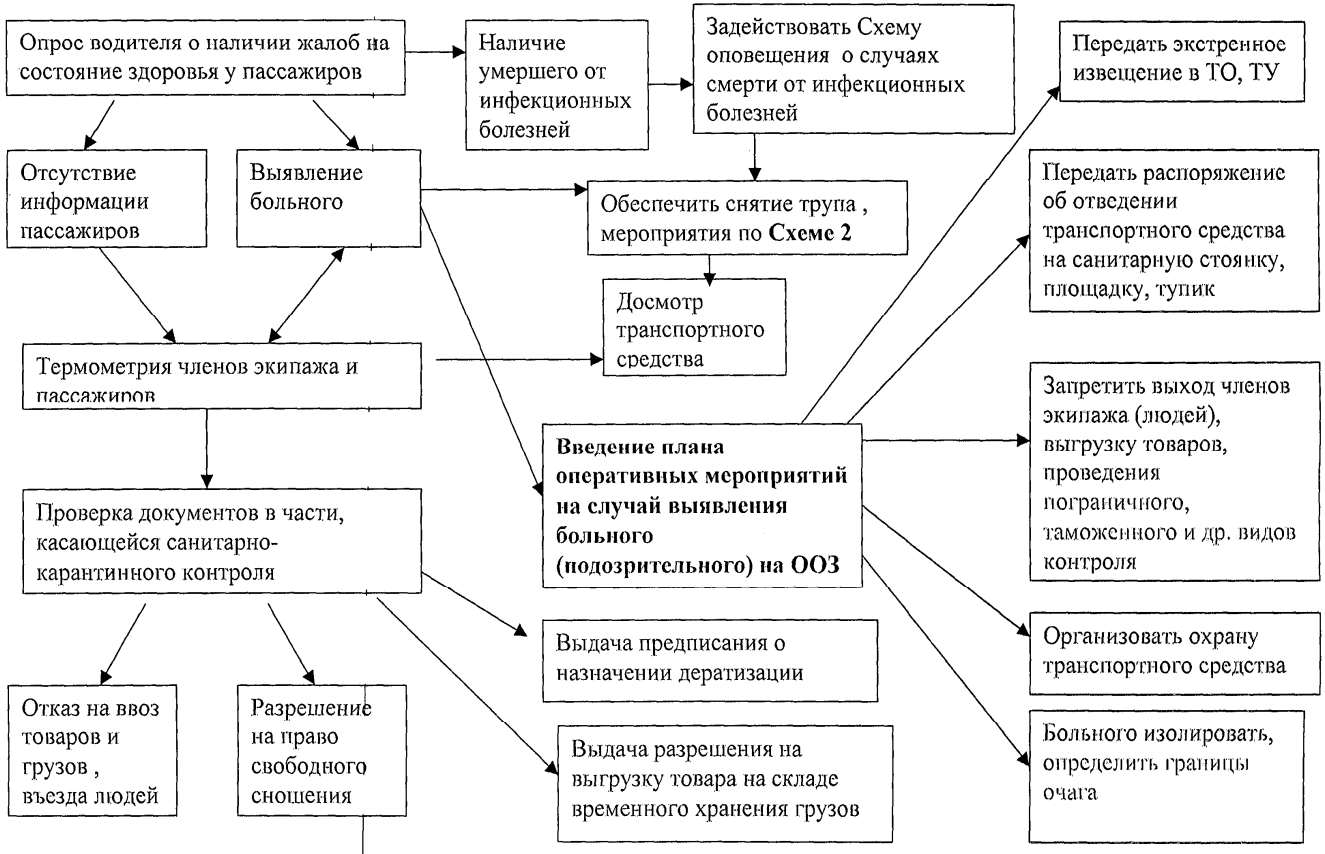 Опрос водителя о наличии жалоб на
состояние здоровья у пассажиров
Наличие
умершего от
инфекционных
болезней
Задействовать Схему
оповещения о случаях
смерти от инфекционных
болезней
Передать экстренное
извещение в ТО, ТУ
Отсутствие
информации
пассажиров
Выявление
больного
Обеспечить снятие трупа ,
мероприятия по Схеме 2
Передать распоряжение
об отведении
транспортного средства
на санитарную стоянку,
площадку, тупик
Досмотр
транспортного
средства
Термометрия членов экипажа и
пассажиров
Запретить выход членов
экипажа (людей),
выгрузку товаров,
проведения
пограничного,
таможенного и др. видов
контроля
Введение плана
оперативных мероприятий
на случай выявления
больного
(подозрительного) на ООЗ
Проверка документов в части,
касающейся санитарно-
карантинного контроля
Выдача предписания о
назначении дератизации
Организовать охрану
транспортного средства
Отказ на ввоз
товаров и
грузов ,
въезда людей
Разрешение
на право
свободного
сношения
Выдача разрешения на
выгрузку товара на складе
временного хранения грузов
Больного изолировать,
определить границы
очага